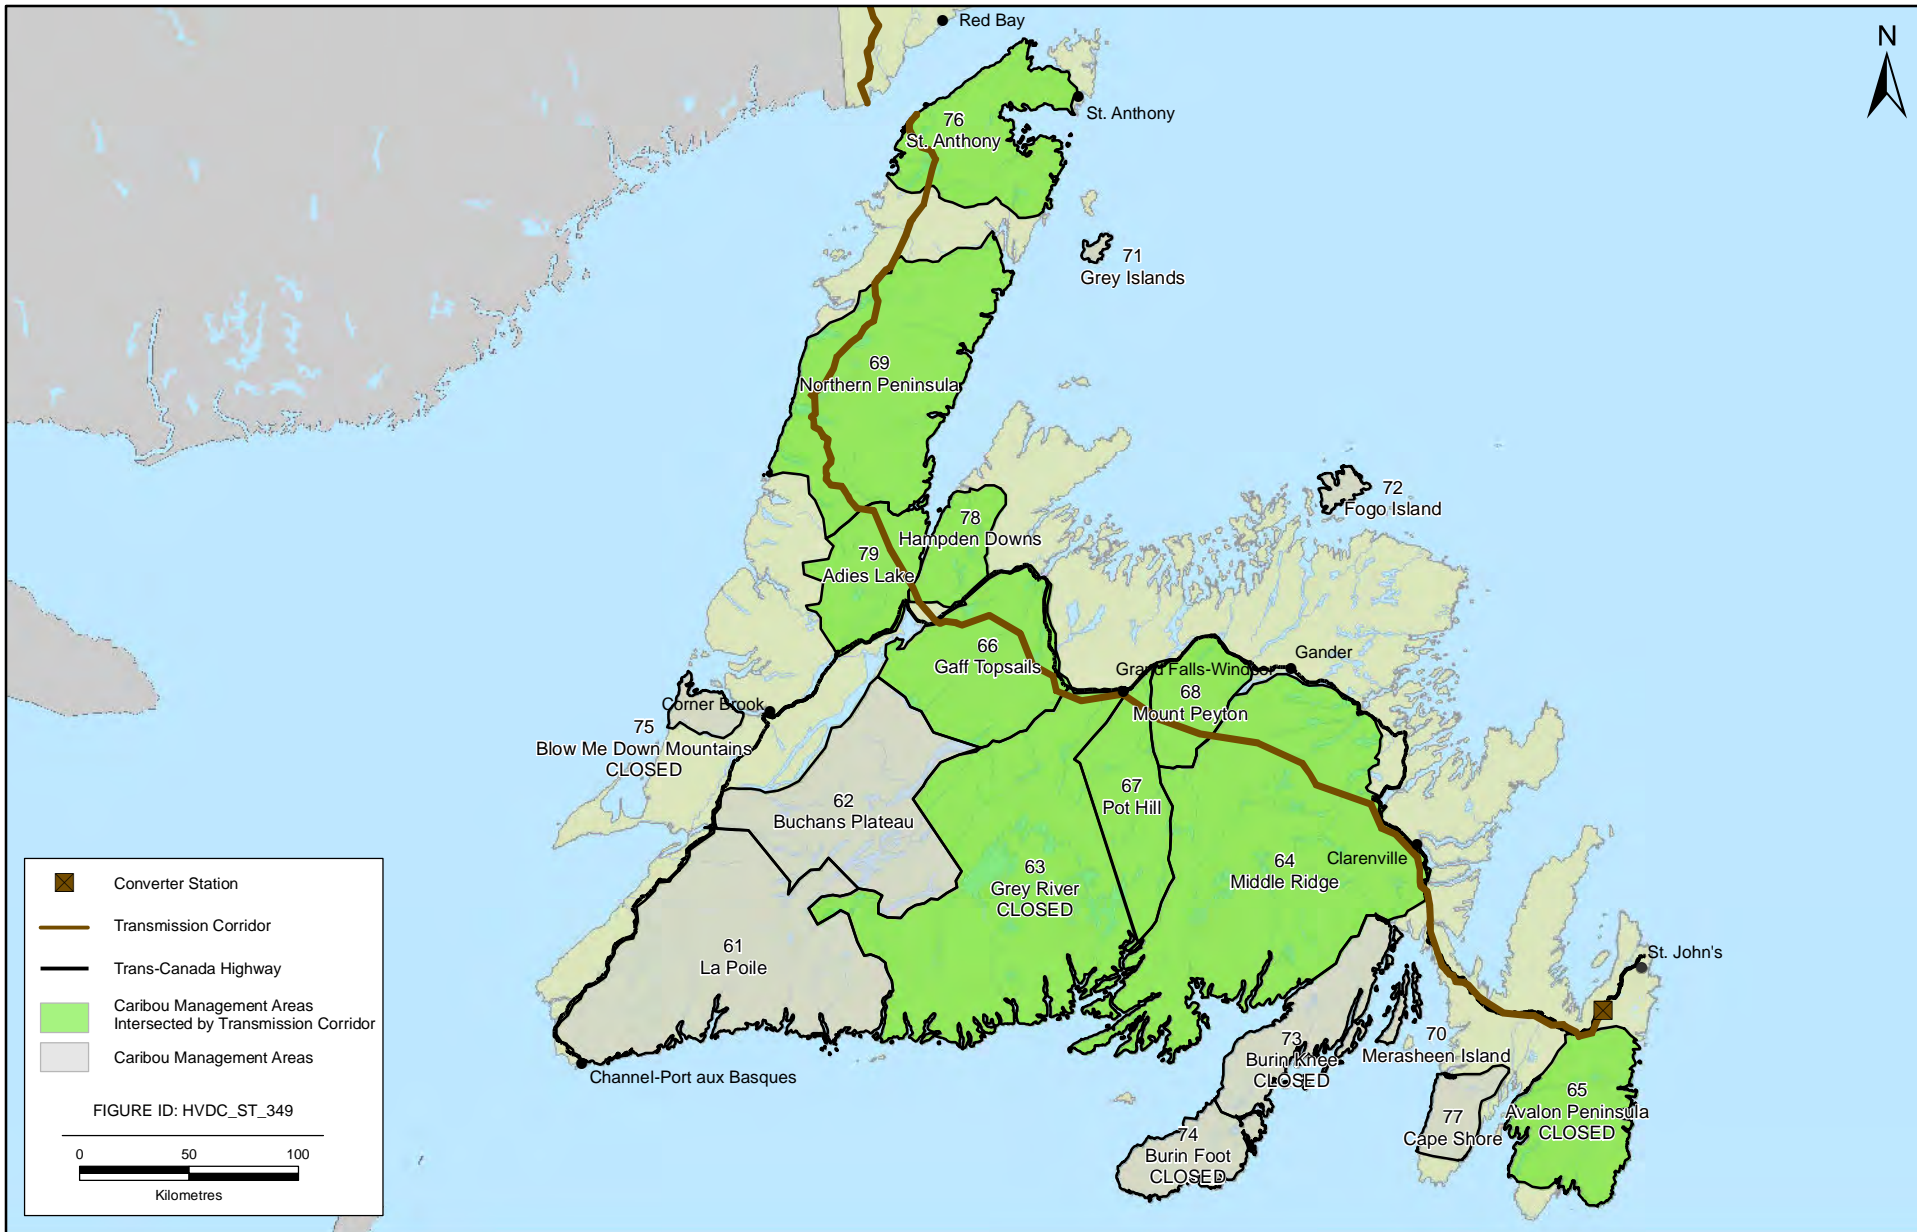 Red Bay
N
St. Anthony
76
St. Anthony
71
Grey Islands
69
Northern Peninsula
72
Fogo Island
78
Hampden Downs
79
Adies Lake
66
Gaff Topsails
Grand Falls-Windsor
Gander
68
Mount Peyton
Corner Brook
75
Blow Me Down Mountains
CLOSED
62
Buchans Plateau
67
Pot Hill
63
Grey River
CLOSED
64
Middle Ridge
Clarenville
61
La Poile
St. John's
73
Burin Knee
CLOSED
70
Merasheen Island
Channel-Port aux Basques
65
Avalon Peninsula
CLOSED
77
Cape Shore
74
Burin Foot
CLOSED
Converter Station
Transmission Corridor
Trans-Canada Highway
Caribou Management Areas
Intersected by Transmission Corridor
Caribou Management Areas
FIGURE ID: HVDC_ST_349
0 50 100
Kilometres